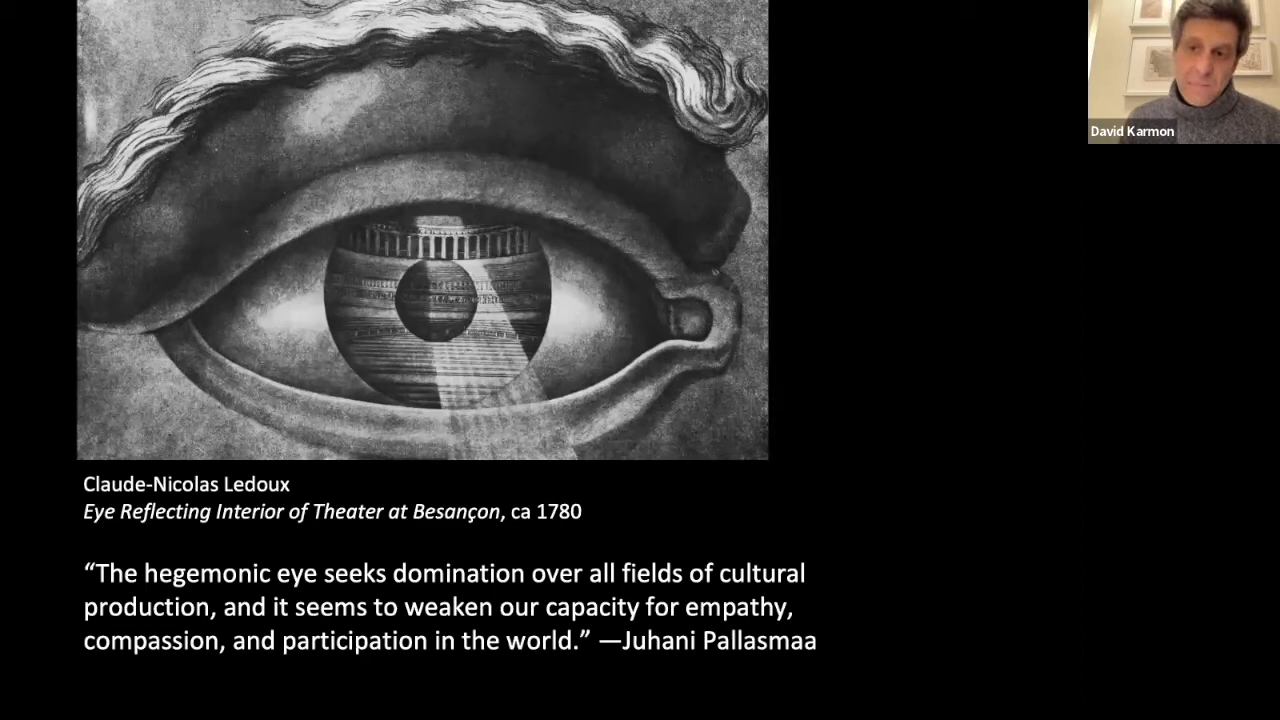 David Karmon
Claude-Nicolas Ledoux
Eye Reflecting Interior of Theater at Besançon, ca 1780
“The hegemonic eye seeks domination over all fields of cultural
production, and it seems to weaken our capacity for empathy,
compassion, and participation in the world.” —Juhani Pallasmaa